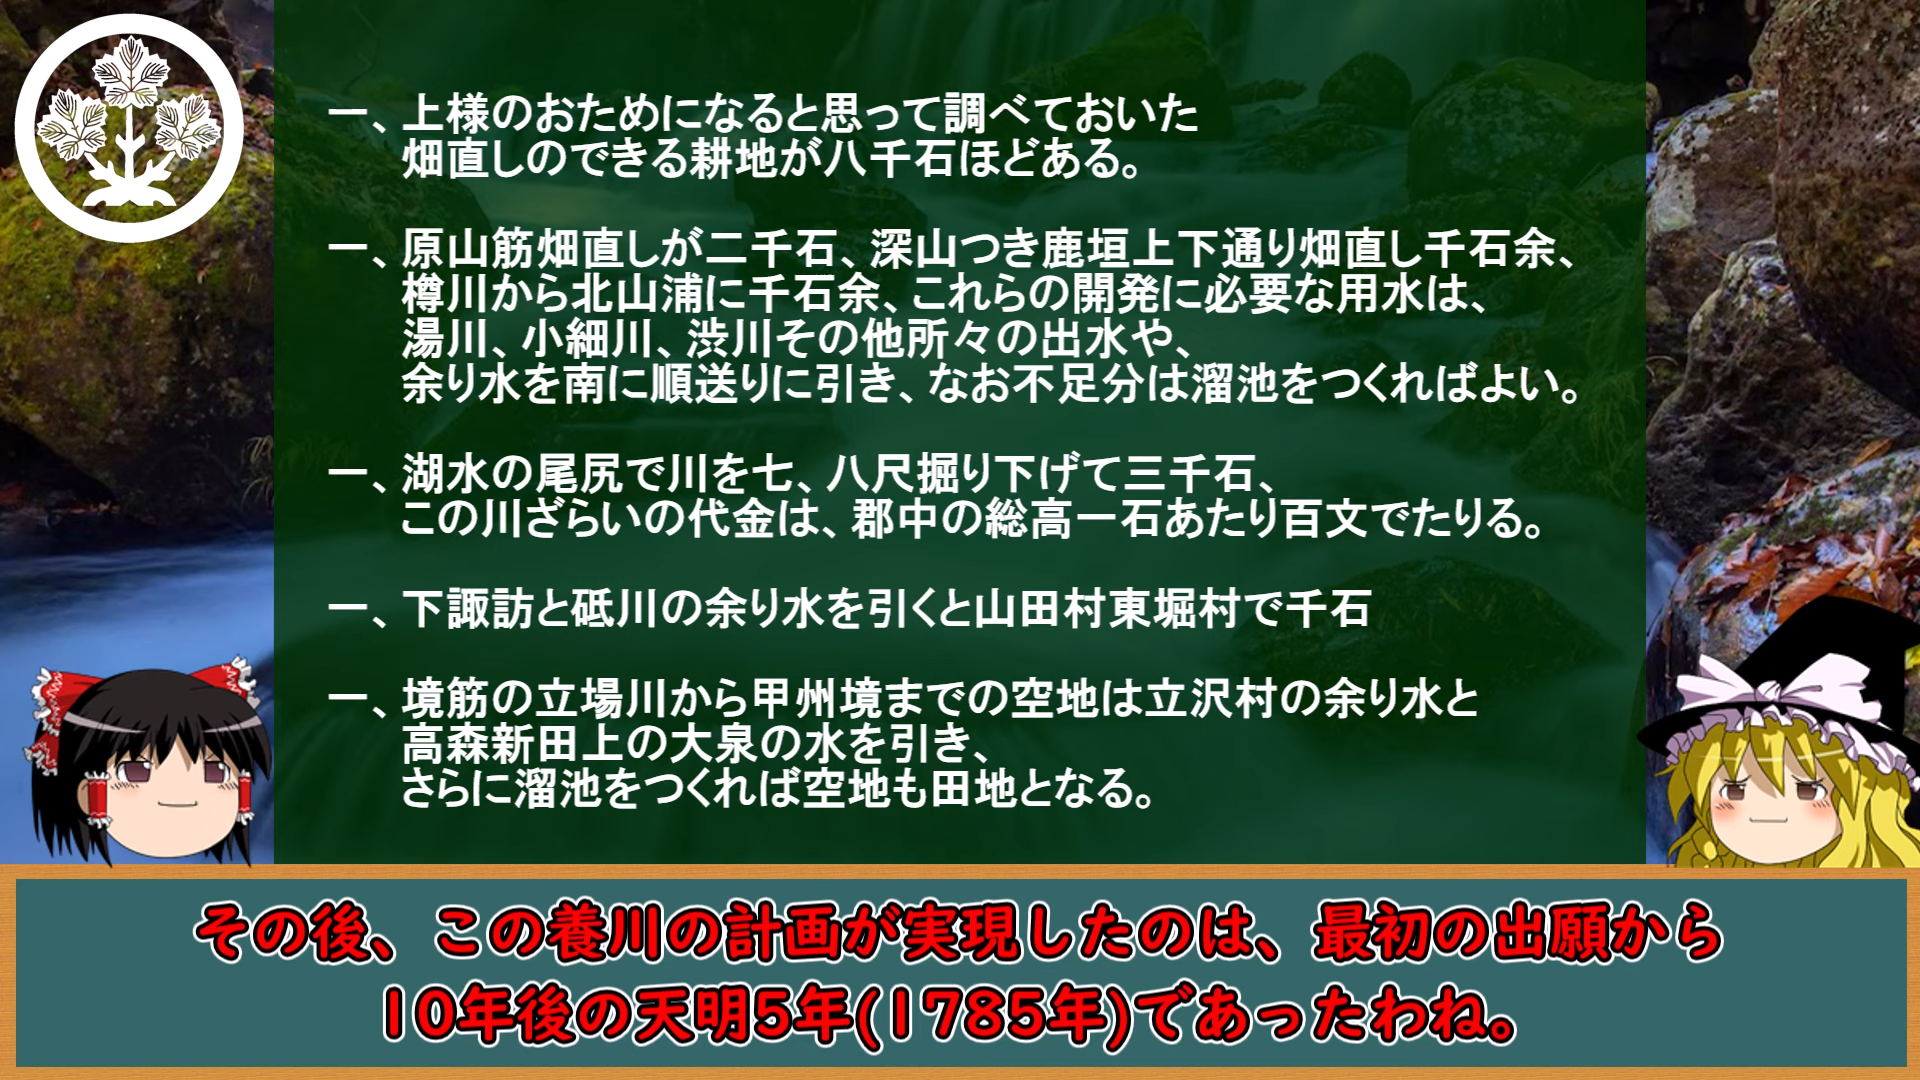 一、上様のおためになると思って調べておいた
畑直しのできる耕地が八千石ほどある。
一、原山筋畑直しが二千石、深山つき鹿垣上下通り畑直し千石余、
樽川から北山浦に千石余、これらの開発に必要な用水は、
湯川、小細川、渋川その他所々の出水や、
余り水を南に順送りに引き、なお不足分は溜池をつくればよい。
一、湖水の尾尻で川を七、八尺掘り下げて三千石、
この川ざらいの代金は、郡中の総高一石あたり百文でたりる。
一、下諏訪と砥川の余り水を引くと山田村東堀村で千石
一、境筋の立場川から甲州境までの空地は立沢村の余り水と
高森新田上の大泉の水を引き、
さらに溜池をつくれば空地も田地となる。
その後、この養川の計画が実現したのは、最初の出願から
10年後の天明5年(1785年)であったわね。